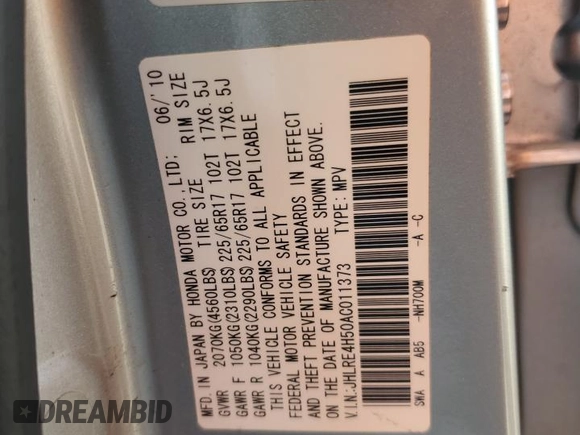 MFD. IN JAPAN BY HONDA MOTOR CO., LTD; 06/'10
TIRE SIZE RIM SIZE
GVWR 2070KG(4560LBS)
GAWR F 1050KG(2310LBS) 225/65R17 102T 17X6.5J
GAWR R 1040KG(2290LBS) 225/65R17 102T 17X6.5J
THIS VEHICLE CONFORMS TO ALL APPLICABLE
FEDERAL MOTOR VEHICLE SAFETY
AND THEFT PREVENTION STANDARDS IN EFFECT
ON THE DATE OF MANUFACTURE SHOWN ABOVE.
V.I.N.:JHLRE4H50AC011373 TYPE: MPV
SWA A AB5 -NH700M -A -C
DREAMBID